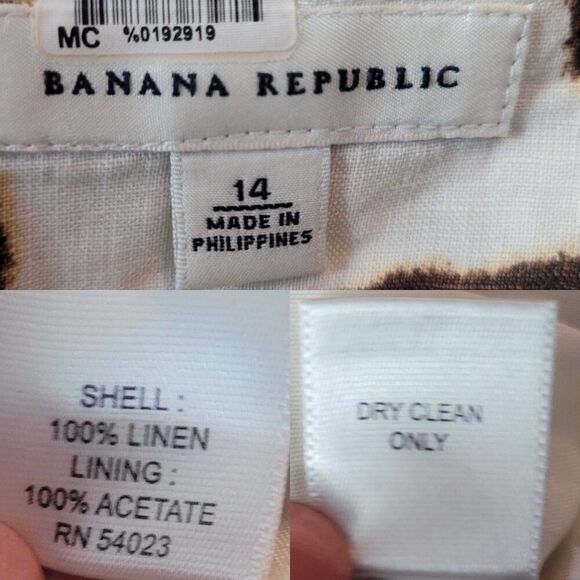 MC %0192919
BANANA REPUBLIC
14
MADE IN
PHILIPPINES
SHELL :
100% LINEN
LINING :
100% ACETATE
RN 54023
DRY CLEAN
ONLY